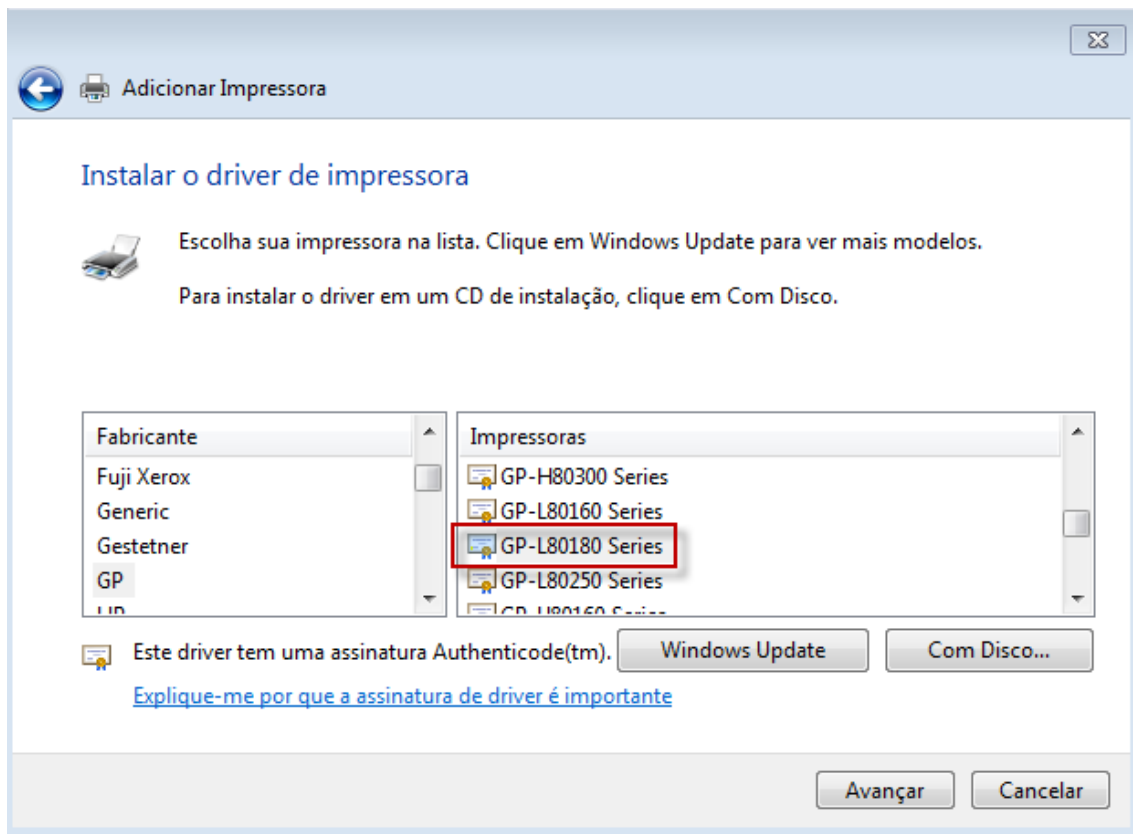 Adicionar Impressora
Instalar o driver de impressora
Escolha sua impressora na lista. Clique em Windows Update para ver mais modelos.
Para instalar o driver em um CD de instalação, clique em Com Disco.
Fabricante
Fuji Xerox
Generic
Gestetner
GP
Impressoras
GP-H80300 Series
GP-L80160 Series
GP-L80180 Series
GP-L80250 Series
Este driver tem uma assinatura Authenticode(tm).
Windows Update
Com Disco...
Explique-me por que a assinatura de driver é importante
Avançar
Cancelar